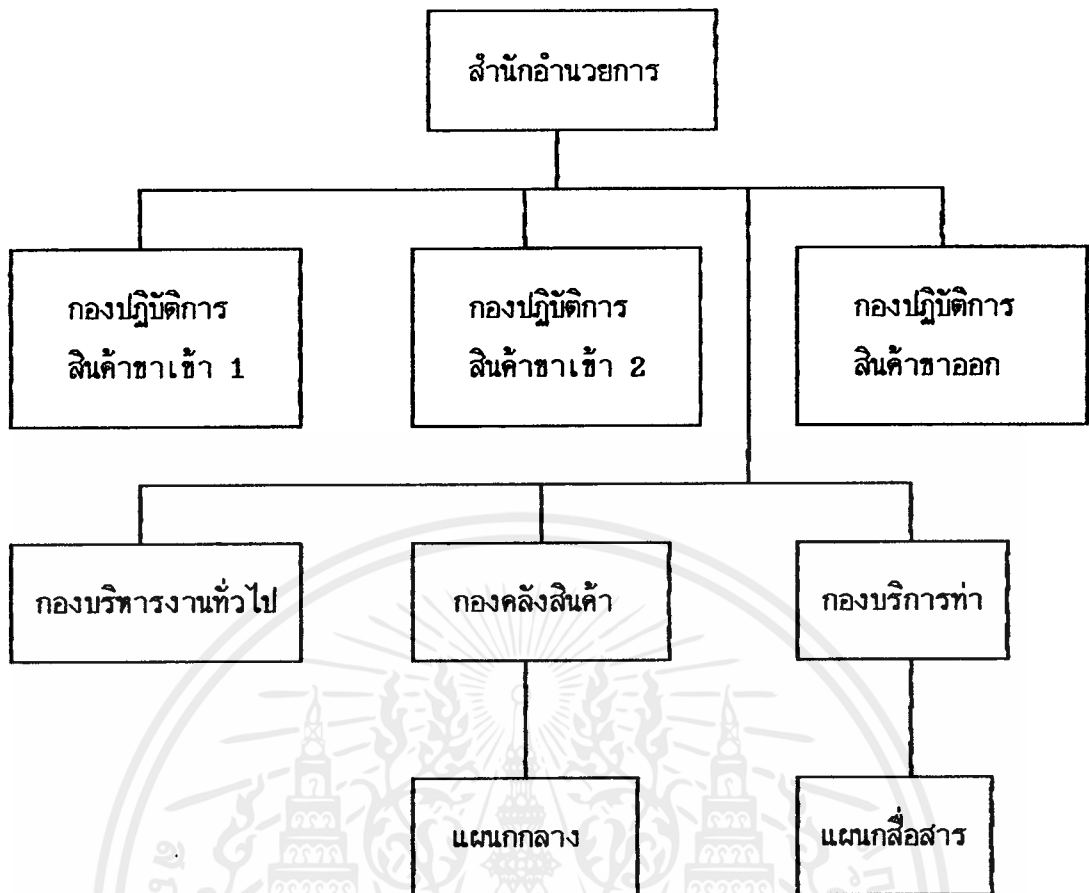 สำนักอำนวยการ
กองปฏิบัติการ
สินค้าขาเข้า 1
กองปฏิบัติการ
สินค้าขาเข้า 2
กองปฏิบัติการ
สินค้าขาออก
กองบริหารงานทั่วไป
กองคลังสินค้า
กองบริการท่า
แผนกกลาง
แผนกสื่อสาร